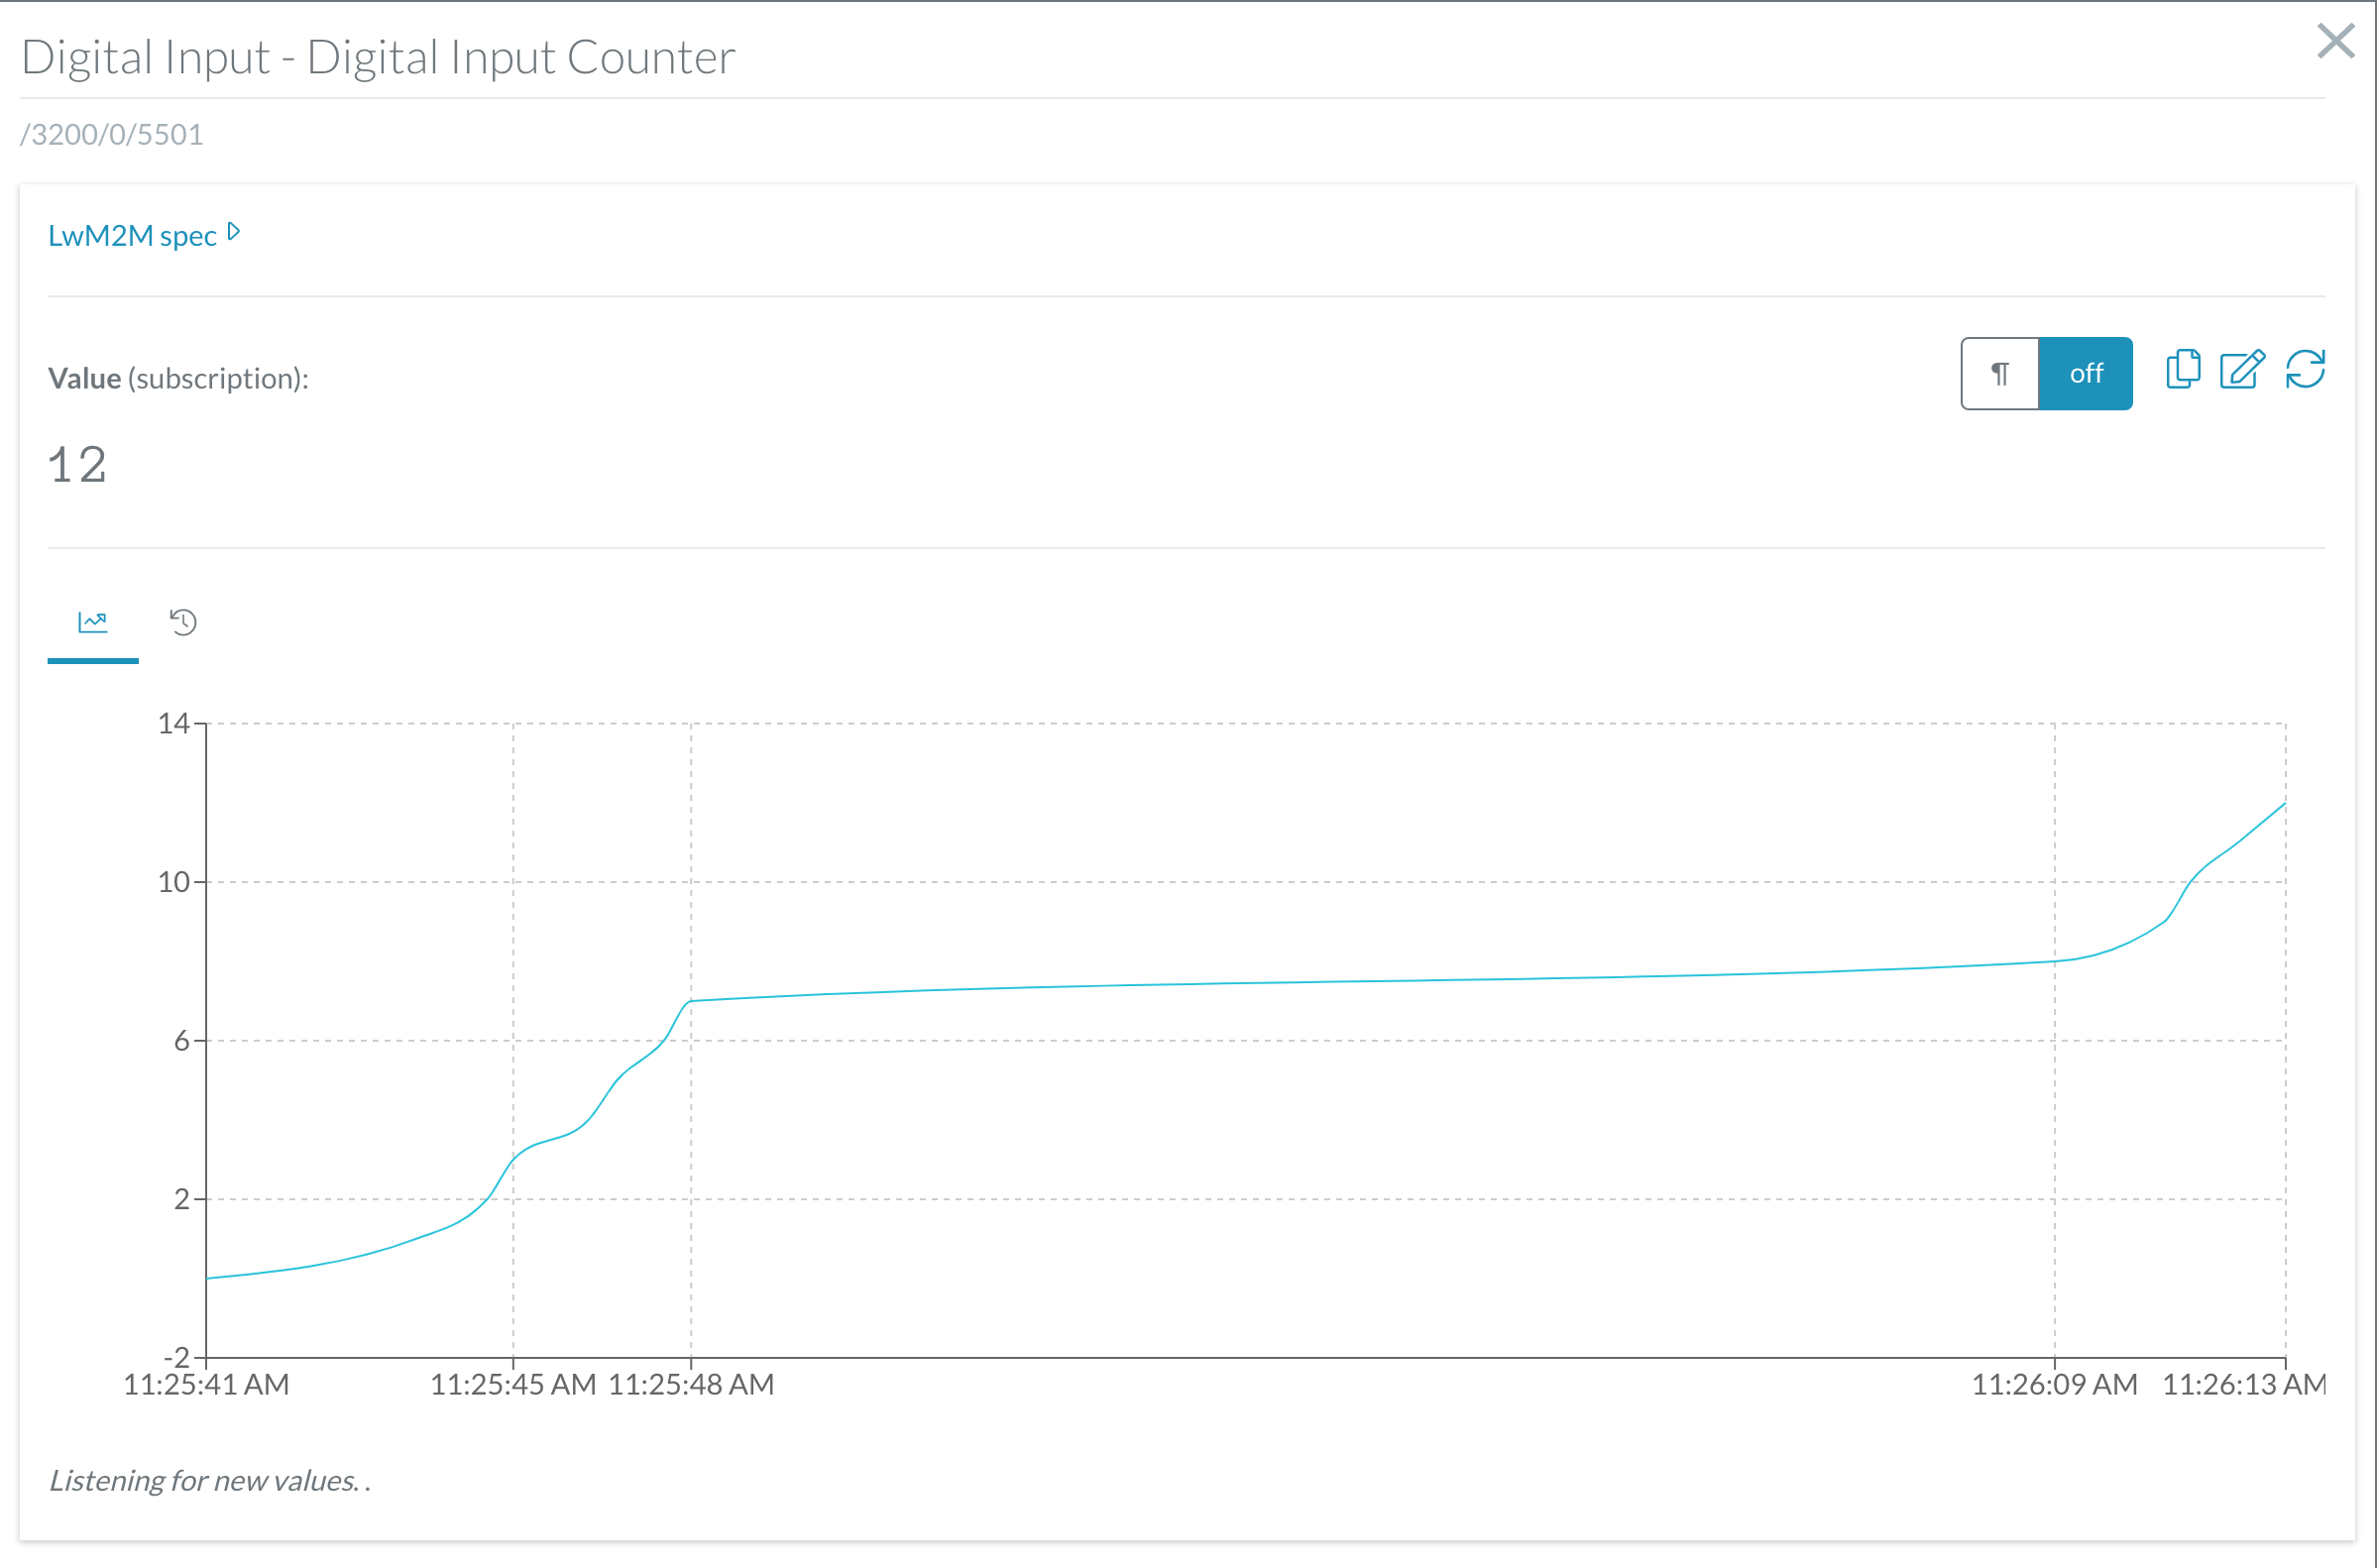 Digital Input - Digital Input Counter
/3200/0/5501
LwM2M spec
Value (subscription):
¶ off
12
14
10
6
2
-2
11:25:41 AM 11:25:45 AM 11:25:48 AM 11:26:09 AM 11:26:13 AM
Listening for new values. .